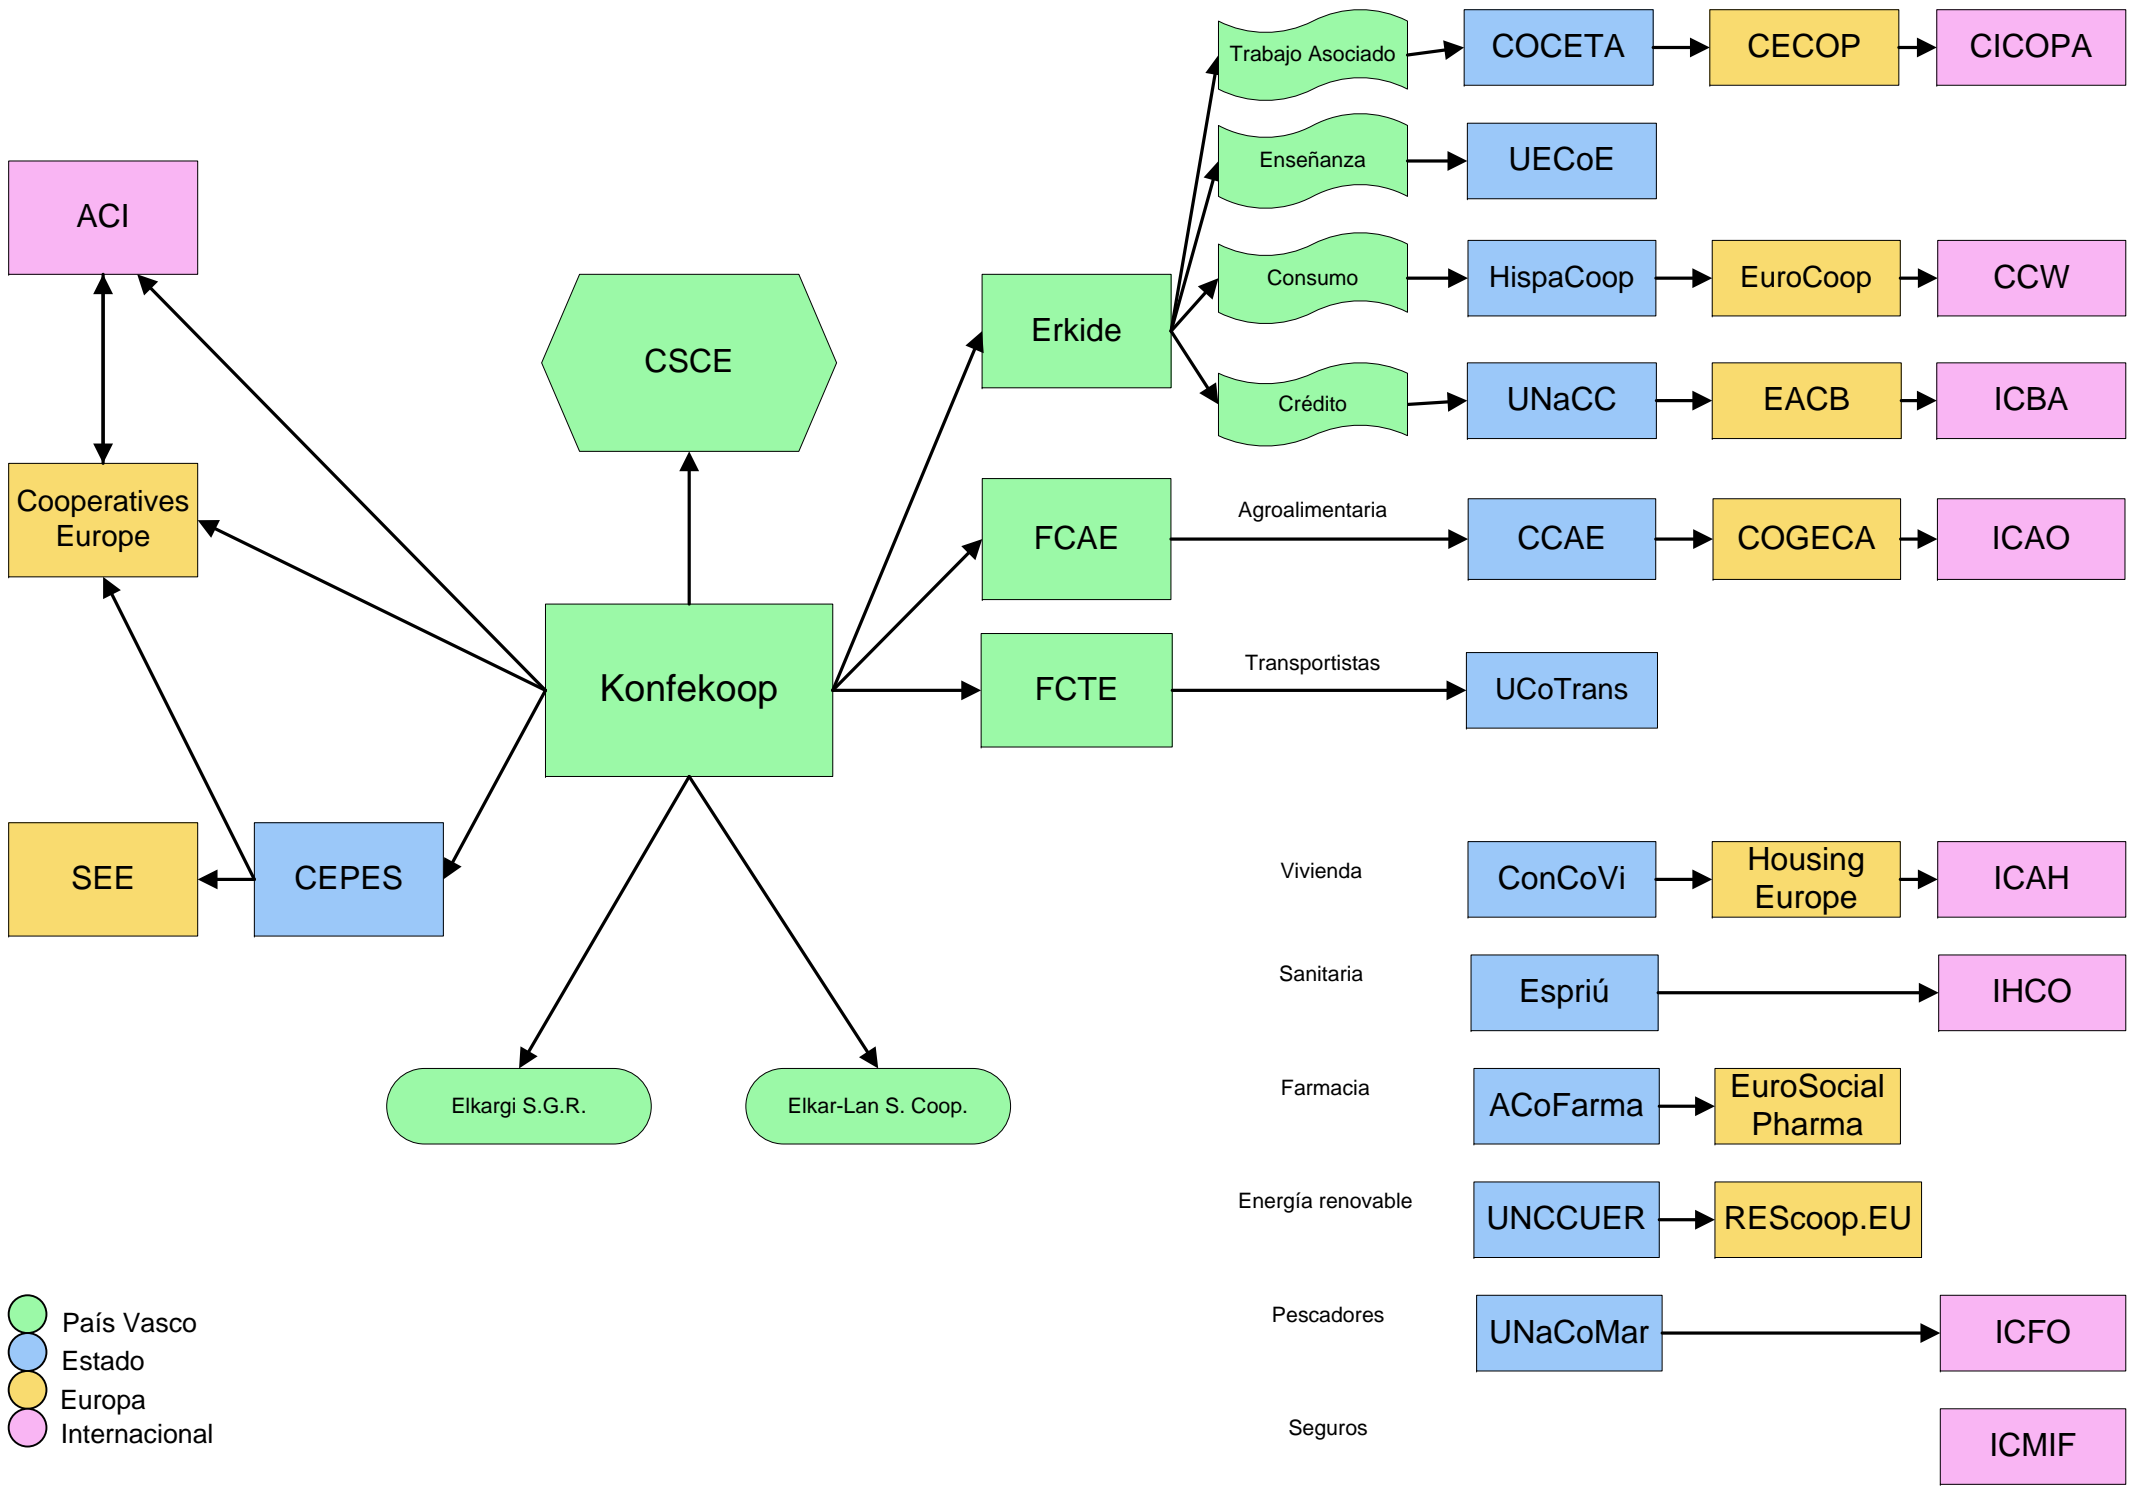 Trabajo Asociado
COCETA
CECOP
CICOPA
Enseñanza
UECoE
ACI
Consumo
HispaCoop
EuroCoop
CCW
CSCE
Erkide
Crédito
UNaCC
EACB
ICBA
Cooperatives
Europe
FCAE
Agroalimentaria
CCAE
COGECA
ICAO
Konfekoop
FCTE
Transportistas
UCoTrans
SEE
CEPES
Vivienda
ConCoVi
Housing
Europe
ICAH
Sanitaria
Espriú
IHCO
Elkargi S.G.R.
Elkar-Lan S. Coop.
Farmacia
ACoFarma
EuroSocial
Pharma
Energía renovable
UNCCUER
REScoop.EU
Pescadores
UNaCoMar
ICFO
Seguros
ICMIF
País Vasco
Estado
Europa
Internacional